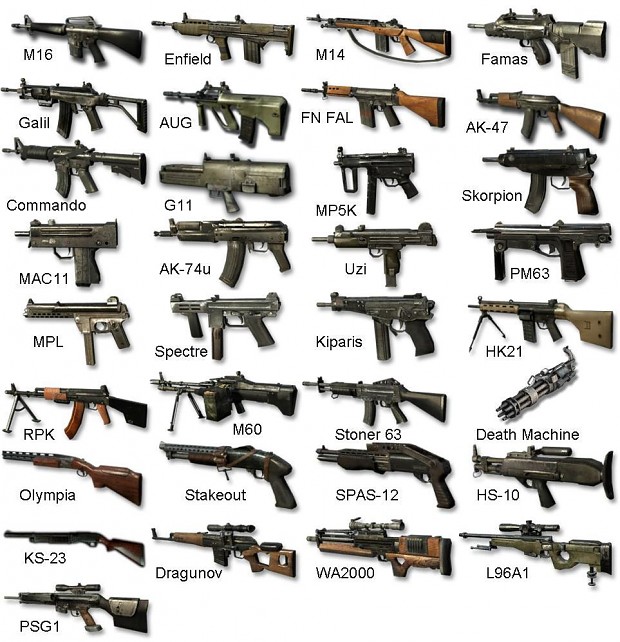 M16
Enfield
M14
Famas
Galil
AUG
FN FAL
AK-47
Commando
G11
MP5K
Skorpion
MAC11
AK-74u
Uzi
PM63
MPL
Spectre
Kiparis
HK21
RPK
M60
Stoner 63
Death Machine
Olympia
Stakeout
SPAS-12
HS-10
KS-23
Dragunov
WA2000
L96A1
PSG1